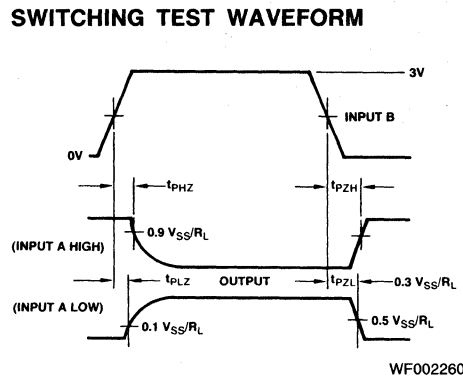 SWITCHING TEST WAVEFORM
3V
INPUT B
0V
tPHZ
tPZH
0.9 VSS/RL
(INPUT A HIGH)
tPLZ
OUTPUT
tPZL
0.3 VSS/RL
(INPUT A LOW)
0.1 VSS/RL
0.5 VSS/RL
WF002260